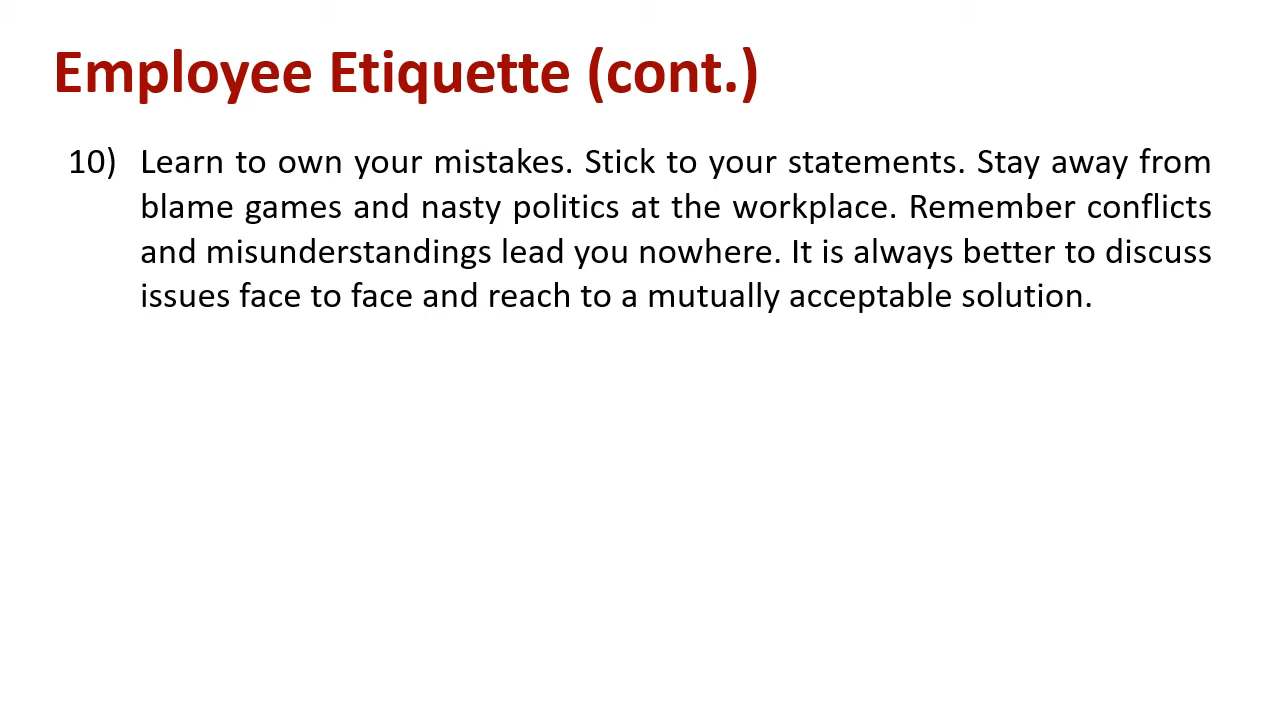 Employee Etiquette (cont.)
10) Learn to own your mistakes. Stick to your statements. Stay away from
blame games and nasty politics at the workplace. Remember conflicts
and misunderstandings lead you nowhere. It is always better to discuss
issues face to face and reach to a mutually acceptable solution.